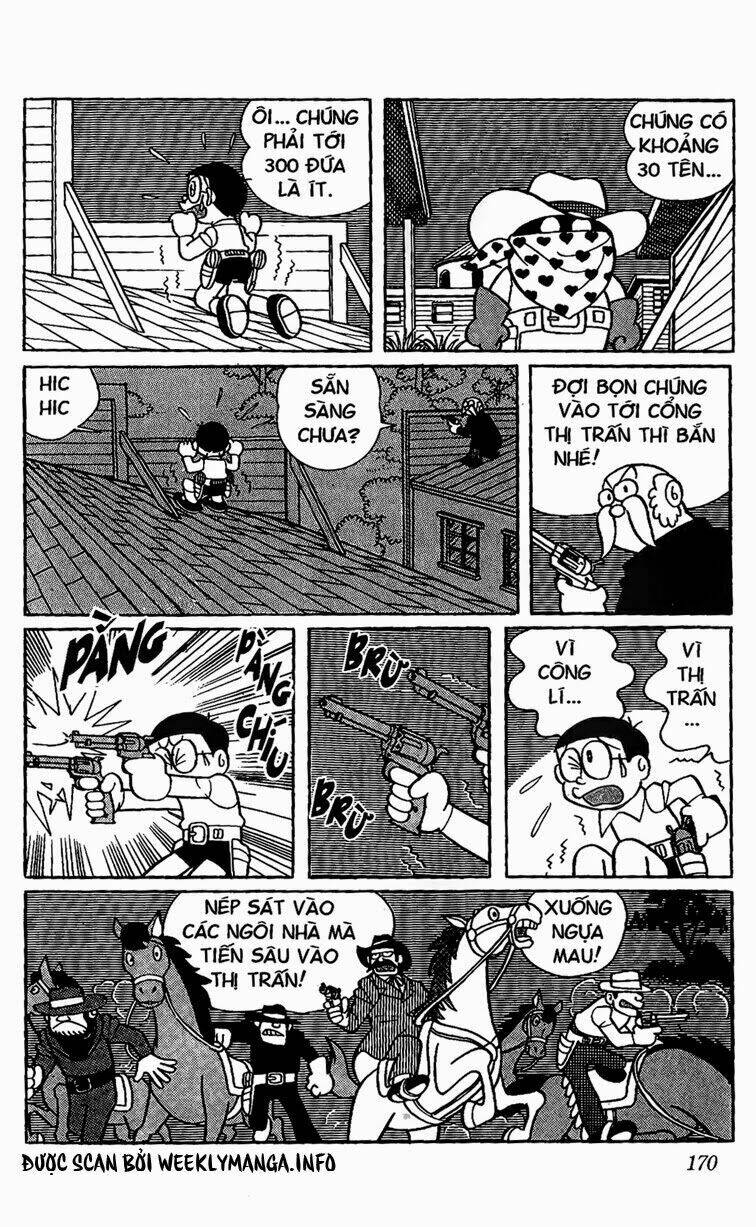 CHÚNG CÓ
KHOẢNG
30 TÊN...
ÔI... CHÚNG
PHẢI TỚI
300 ĐỨA
LÀ ÍT.
ĐỢI BỌN CHÚNG
VÀO TỚI CỔNG
THỊ TRẤN THÌ BẮN
NHÉ!
SẴN
SÀNG
CHƯA?
HIC
HIC
VÌ
THỊ
TRẤN
...
VÌ
CÔNG
LÍ...
BRỪ
BRỪ
PẰNG
PÀNG
CHÍU
XUỐNG
NGỰA
MAU!
NÉP SÁT VÀO
CÁC NGÔI NHÀ MÀ
TIẾN SÂU VÀO
THỊ TRẤN!
ĐƯỢC SCAN BỞI WEEKLYMANGA.INFO
170